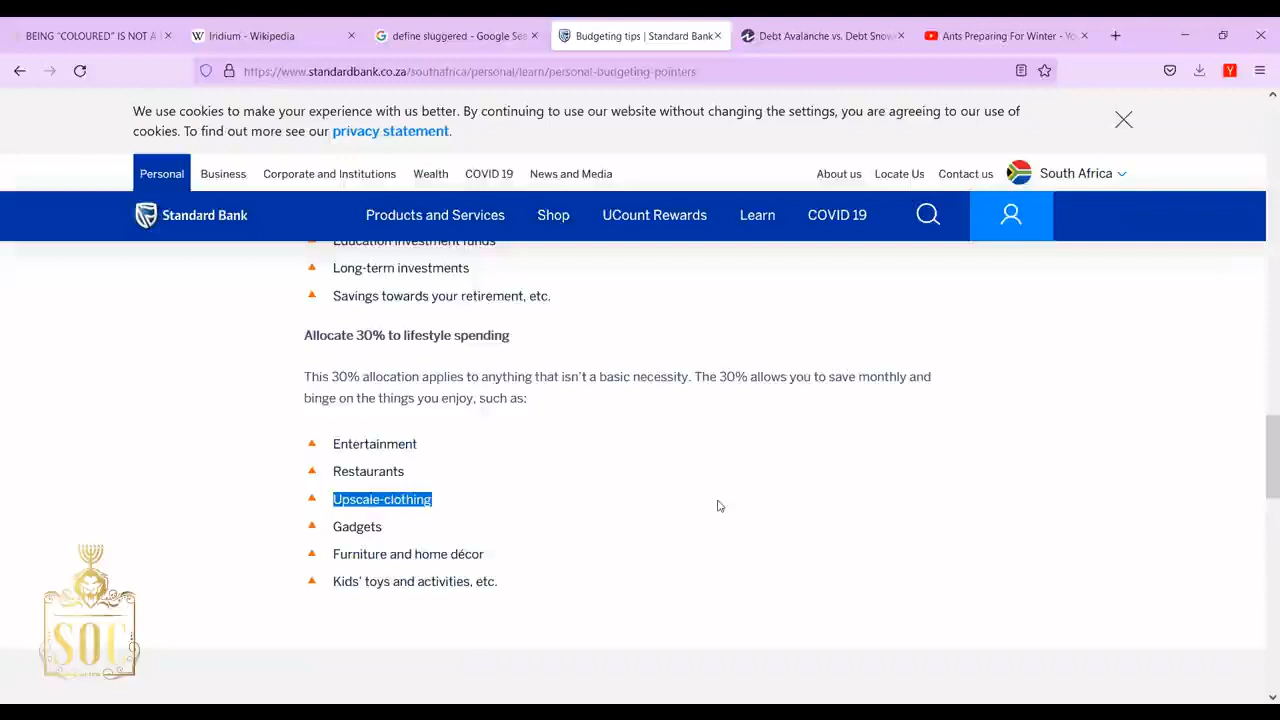 BEING "COLOURED" IS NOT A
Iridium - Wikipedia
define sluggered - Google Sea
Budgeting tips | Standard Bank
Debt Avalanche vs. Debt Snow
Ants Preparing For Winter - Yo
https://www.standardbank.co.za/southafrica/personal/learn/personal-budgeting-pointers
We use cookies to make your experience with us better. By continuing to use our website without changing the settings, you are agreeing to our use of
cookies. To find out more see our privacy statement.
Personal Business Corporate and Institutions Wealth COVID 19 News and Media About us Locate Us Contact us South Africa
Standard Bank Products and Services Shop UCount Rewards Learn COVID 19
Education investment funds
Long-term investments
Savings towards your retirement, etc.
Allocate 30% to lifestyle spending
This 30% allocation applies to anything that isn't a basic necessity. The 30% allows you to save monthly and
binge on the things you enjoy, such as:
Entertainment
Restaurants
Upscale-clothing
Gadgets
Furniture and home décor
Kids' toys and activities, etc.
SOC